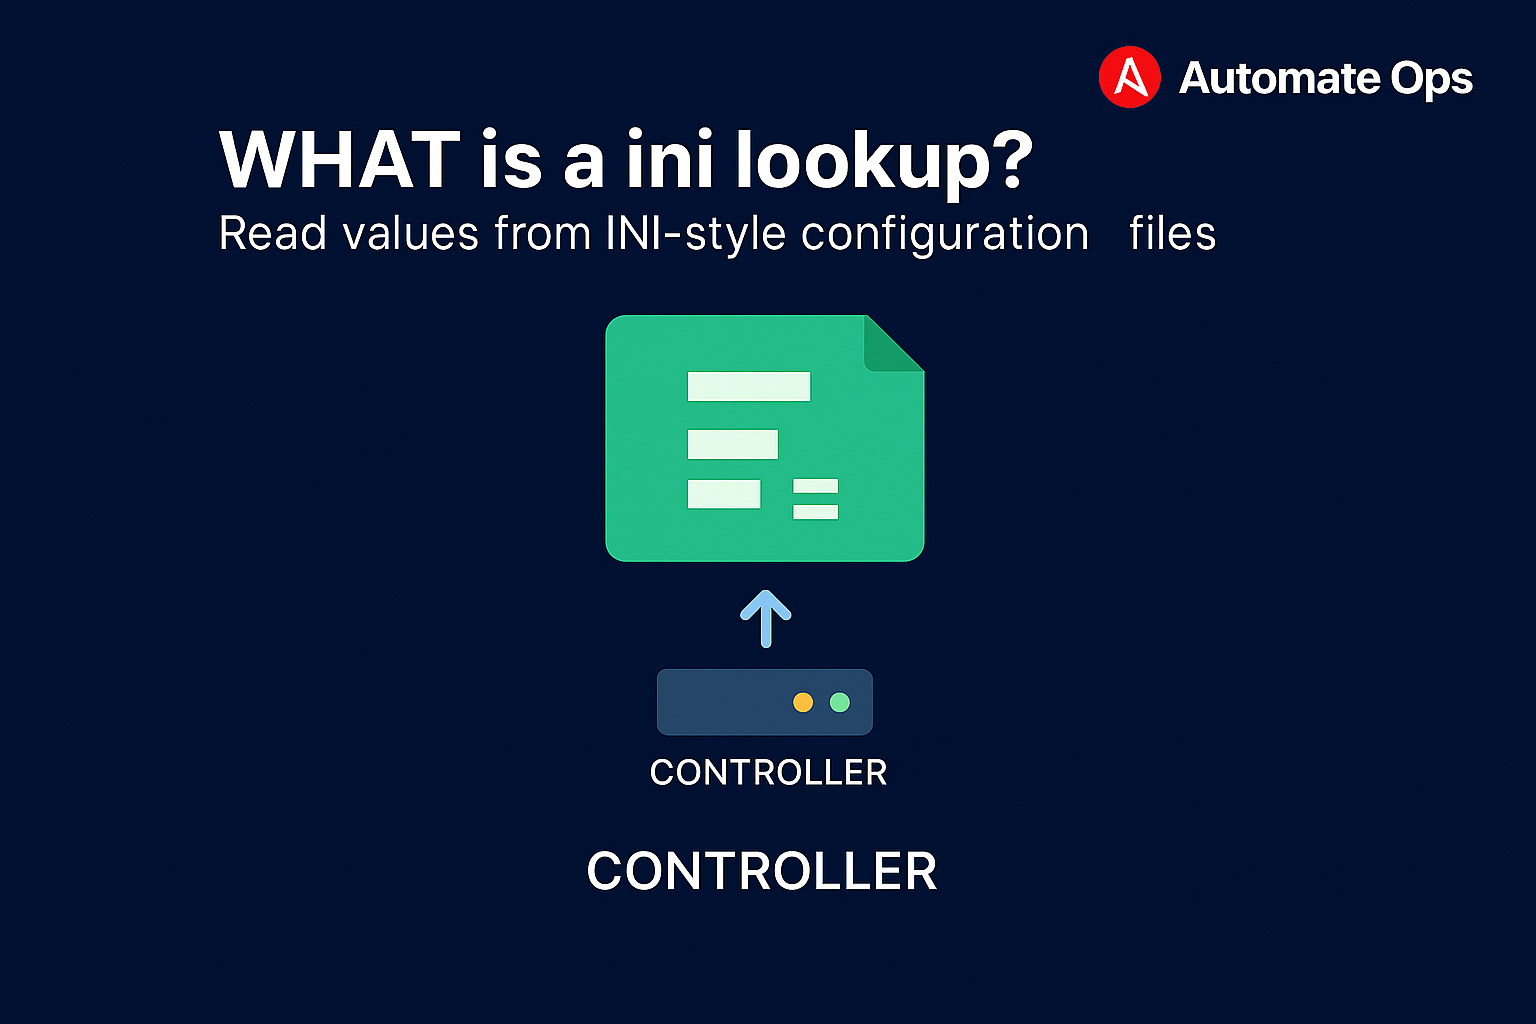 Automate Ops
WHAT is a ini lookup?
Read values from INI-style configuration files
CONTROLLER
CONTROLLER